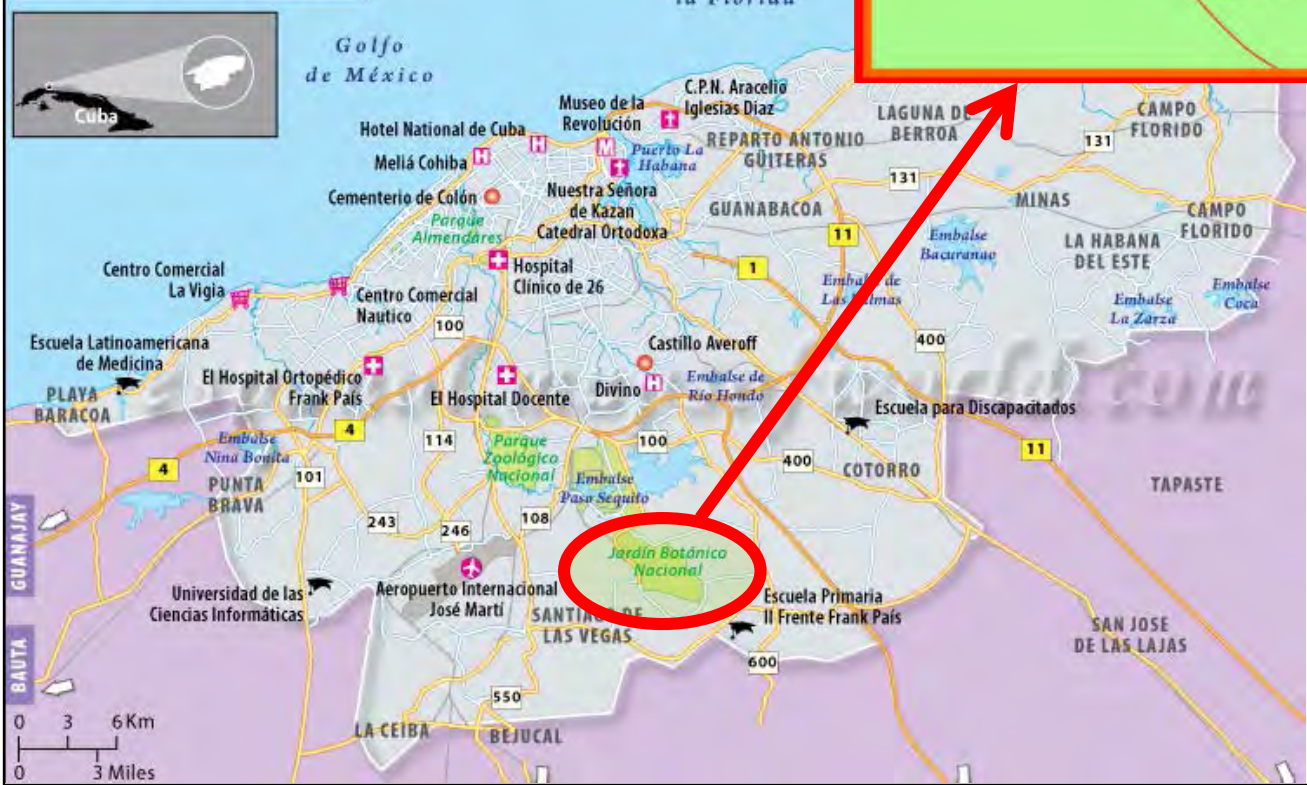 la Florida
Golfo
de México
Cuba
C.P.N. Aracelio
Iglesias Diaz
Museo de la
Revolución
Hotel National de Cuba
H
H
M
Meliá Cohiba
Puerto La
Habana
REPARTO ANTONIO
GÜITERAS
LAGUNA DE
BERROA
CAMPO
FLORIDO
131
131
Cementerio de Colón
Nuestra Señora
de Kazan
Catedral Ortodoxa
GUANABACOA
MINAS
CAMPO
FLORIDO
Parque
Almendares
11
Embalse
Bacuranao
LA HABANA
DEL ESTE
Hospital
Clínico de 26
1
Embalse de
Las Palmas
Embalse
La Zarza
Embalse
Coca
Centro Comercial
La Vigia
Centro Comercial
Nautico
100
400
Escuela Latinoamericana
de Medicina
Castillo Averoff
El Hospital Ortopédico
Frank País
El Hospital Docente
Divino
H
Embalse de
Río Hondo
Escuela para Discapacitados
PLAYA
BARACOA
4
Embalse
Nina Bonita
114
Parque
Zoológico
Nacional
100
400
COTORRO
11
4
101
PUNTA
BRAVA
Embalse
Paso Sequito
TAPASTE
243
246
108
GUANAJAY
Jardín Botánico
Nacional
Universidad de las
Ciencias Informáticas
Aeropuerto Internacional
José Martí
SANTIAGO DE
LAS VEGAS
Escuela Primaria
II Frente Frank País
SAN JOSE
DE LAS LAJAS
BAUTA
600
550
0 3 6 Km
LA CEIBA
BEJUCAL
0 3 Miles